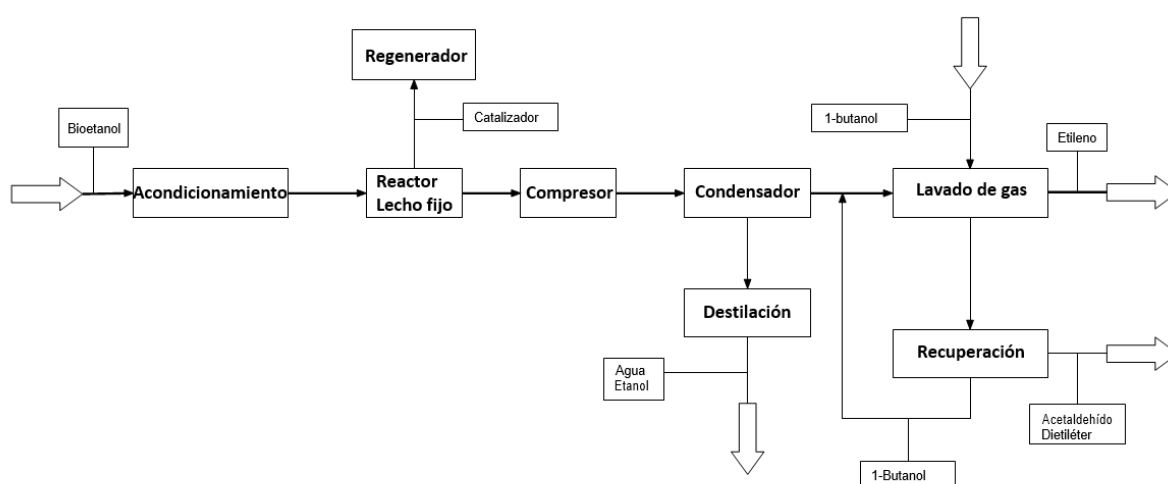 Regenerador
Bioetanol
Catalizador
1-butanol
Etileno
Acondicionamiento
Reactor
Lecho fijo
Compresor
Condensador
Lavado de gas
Destilación
Recuperación
Agua
Etanol
Acetaldehído
Dietiléter
1-Butanol